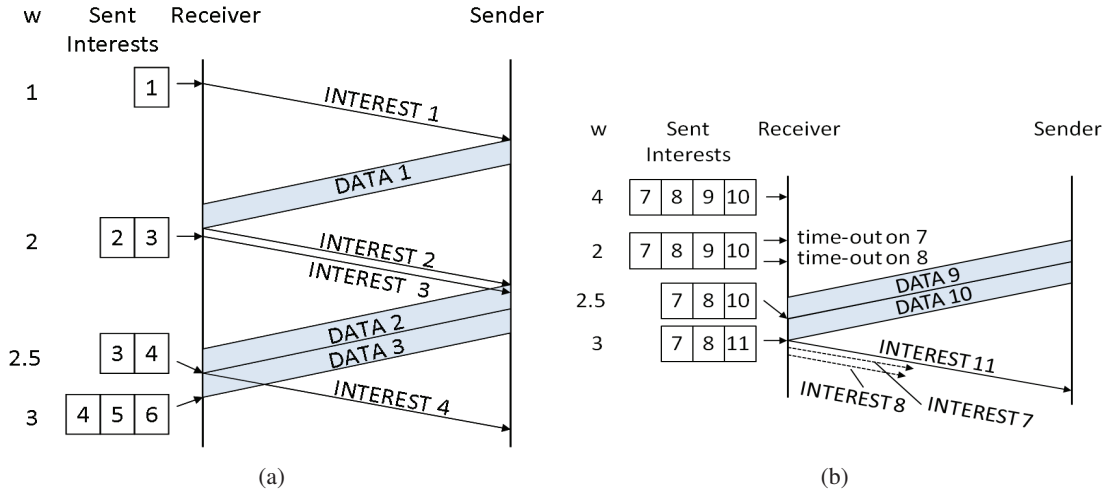 w Sent Receiver Sender
Interests
1 1 INTEREST 1
DATA 1
2 2 3 INTEREST 2
INTEREST 3
DATA 2
2.5 3 4 DATA 3
INTEREST 4
3 4 5 6
(a)
w Sent Receiver Sender
Interests
4 7 8 9 10
time-out on 7
2 7 8 9 10
time-out on 8
DATA 9
2.5 7 8 10 DATA 10
3 7 8 11 INTEREST 11
INTEREST 8 INTEREST 7
(b)